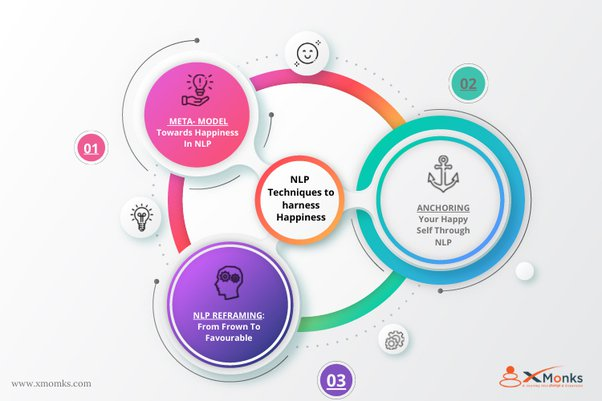 01
META- MODEL
Towards Happiness
In NLP
02
ANCHORING
Your Happy
Self Through
NLP
NLP
Techniques to
harness
Happiness
NLP REFRAMING:
From Frown To
Favourable
03
www.xmomks.com
XMonks